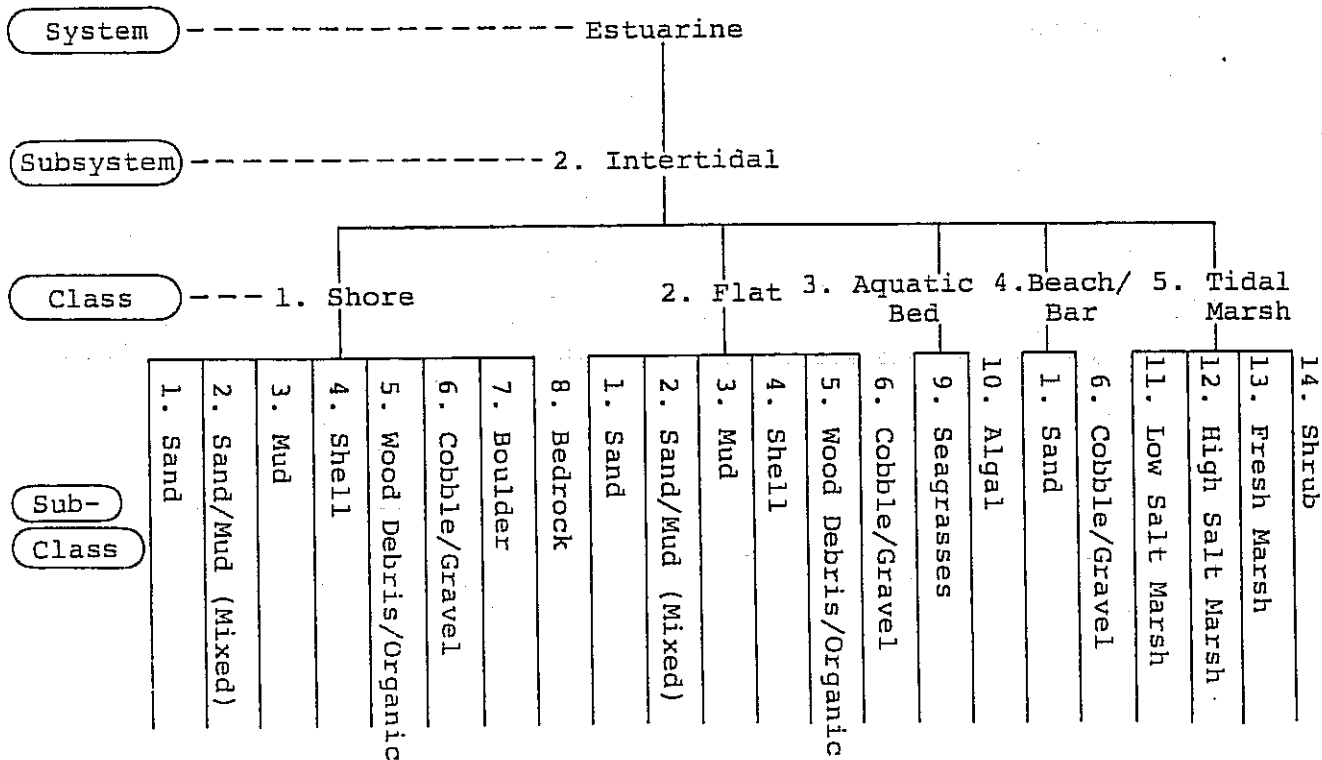 System
Estuarine
Subsystem
2. Intertidal
Class
1. Shore
2. Flat
3. Aquatic
Bed
4.Beach/
Bar
5. Tidal
Marsh
Sub-
Class
1. Sand
2. Sand/Mud (Mixed)
3. Mud
4. Shell
5. Wood Debris/Organic
6. Cobble/Gravel
7. Boulder
8. Bedrock
1. Sand
2. Sand/Mud (Mixed)
3. Mud
4. Shell
5. Wood Debris/Organic
6. Cobble/Gravel
9. Seagrasses
10. Algal
1. Sand
6. Cobble/Gravel
11. Low Salt Marsh
12. High Salt Marsh
13. Fresh Marsh
14. Shrub